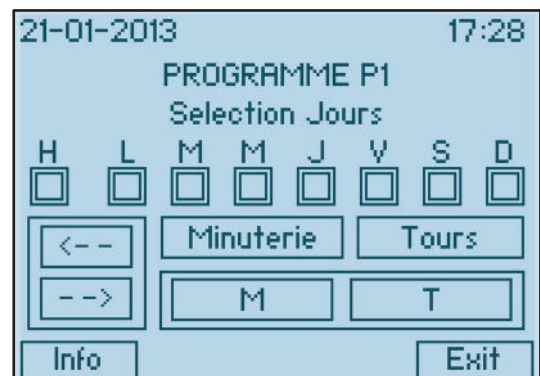 21-01-2013 17:28
PROGRAMME P1
Selection Jours
H L M M J V S D
<-- Minuterie Tours
--> M T
Info Exit